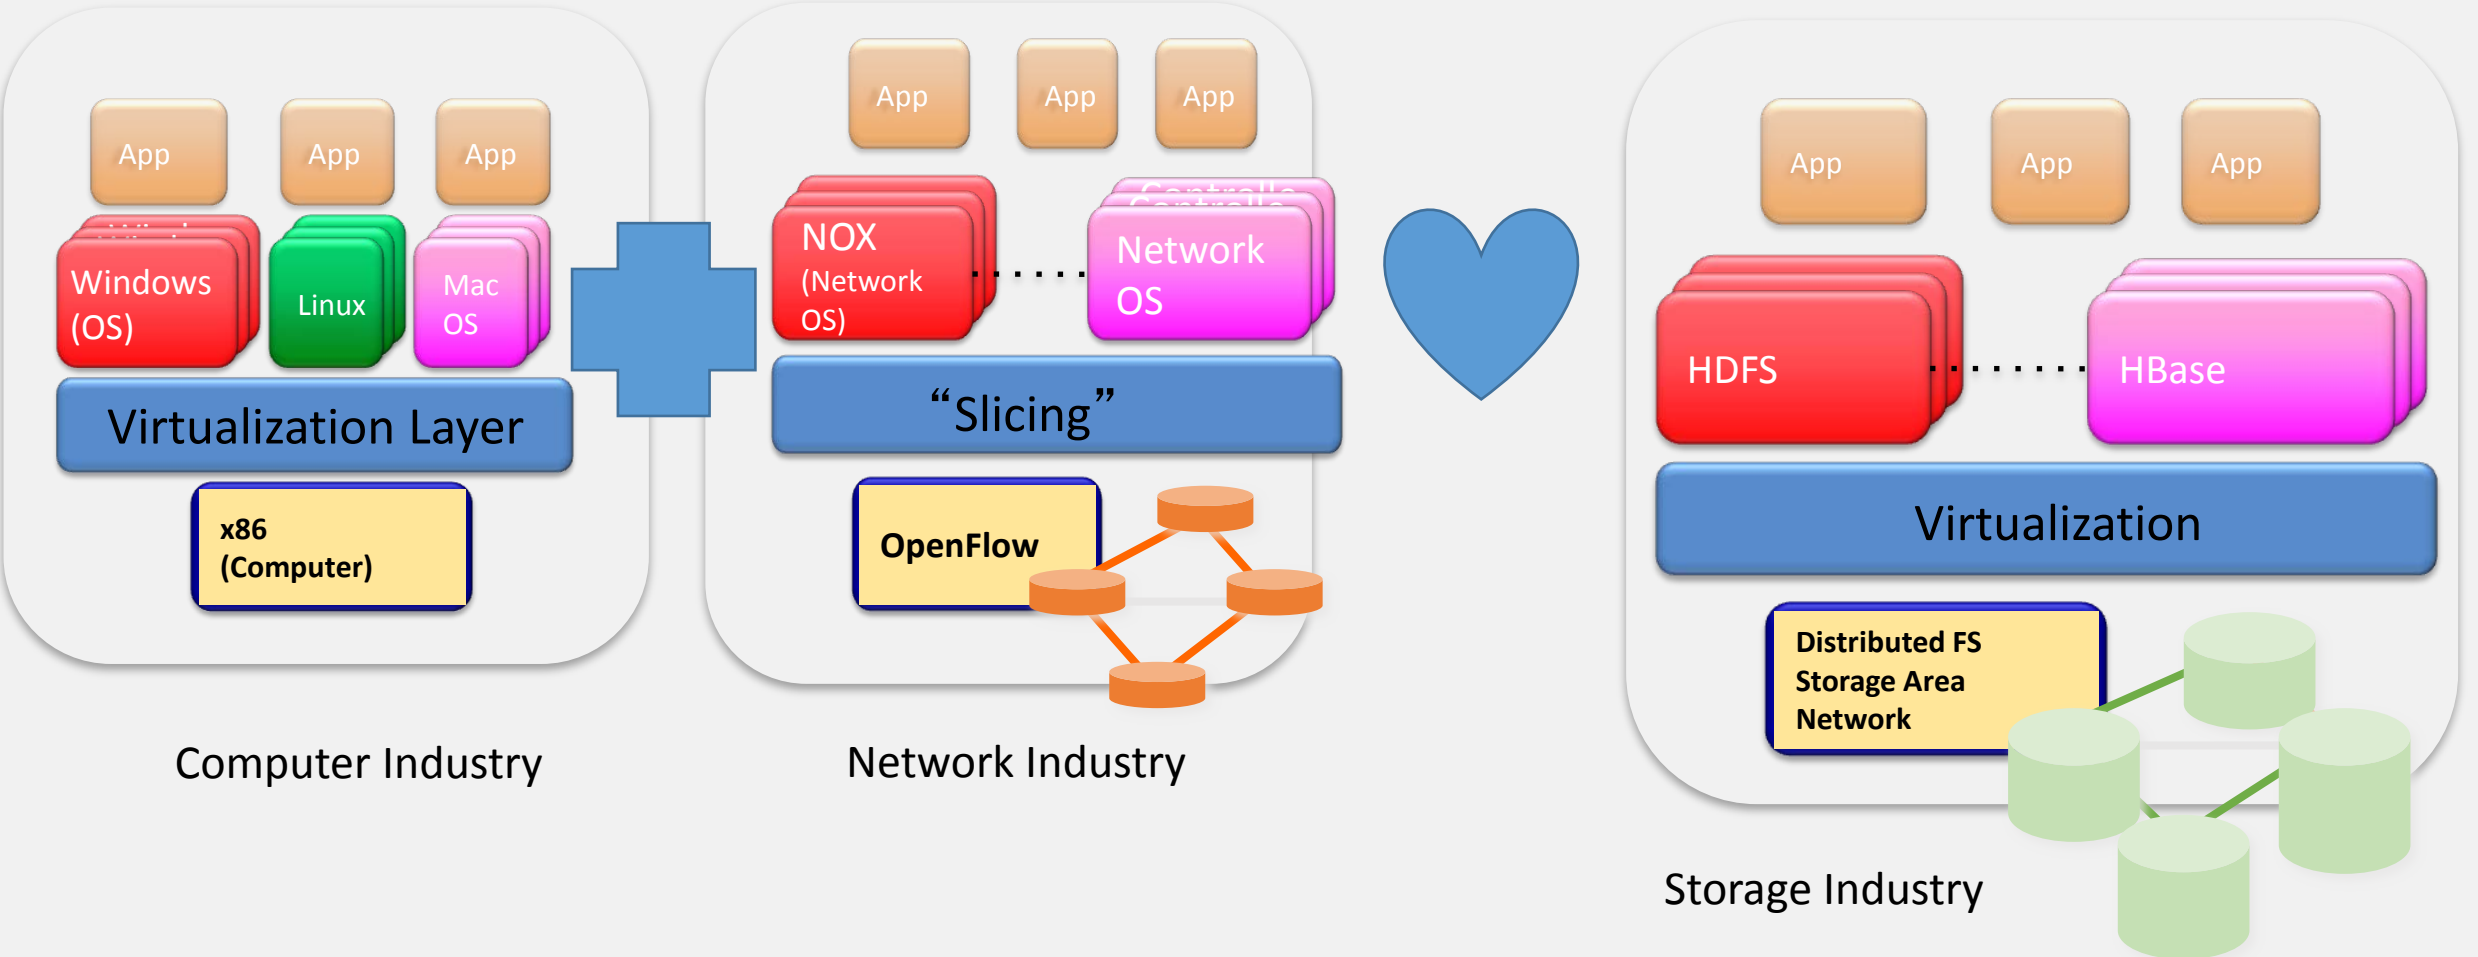 App
App
App
Windows
(OS)
Linux
Mac
OS
Virtualization Layer
x86
(Computer)
Computer Industry
App
App
App
NOX
(Network
OS)
Network
OS
“Slicing”
OpenFlow
Network Industry
App
App
App
HDFS
HBase
Virtualization
Distributed FS
Storage Area
Network
Storage Industry